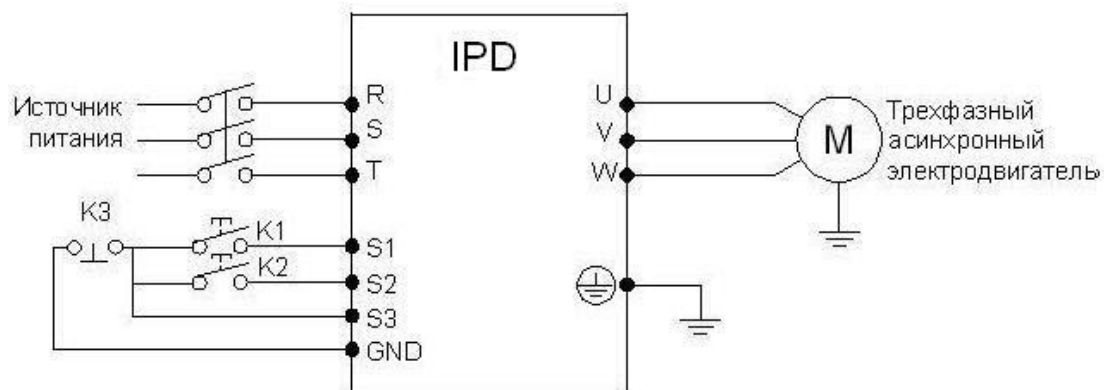 IPD
Источник
питания
R
S
T
U
V
W
M
Трехфазный
асинхронный
электродвигатель
K3
K1
K2
S1
S2
S3
GND